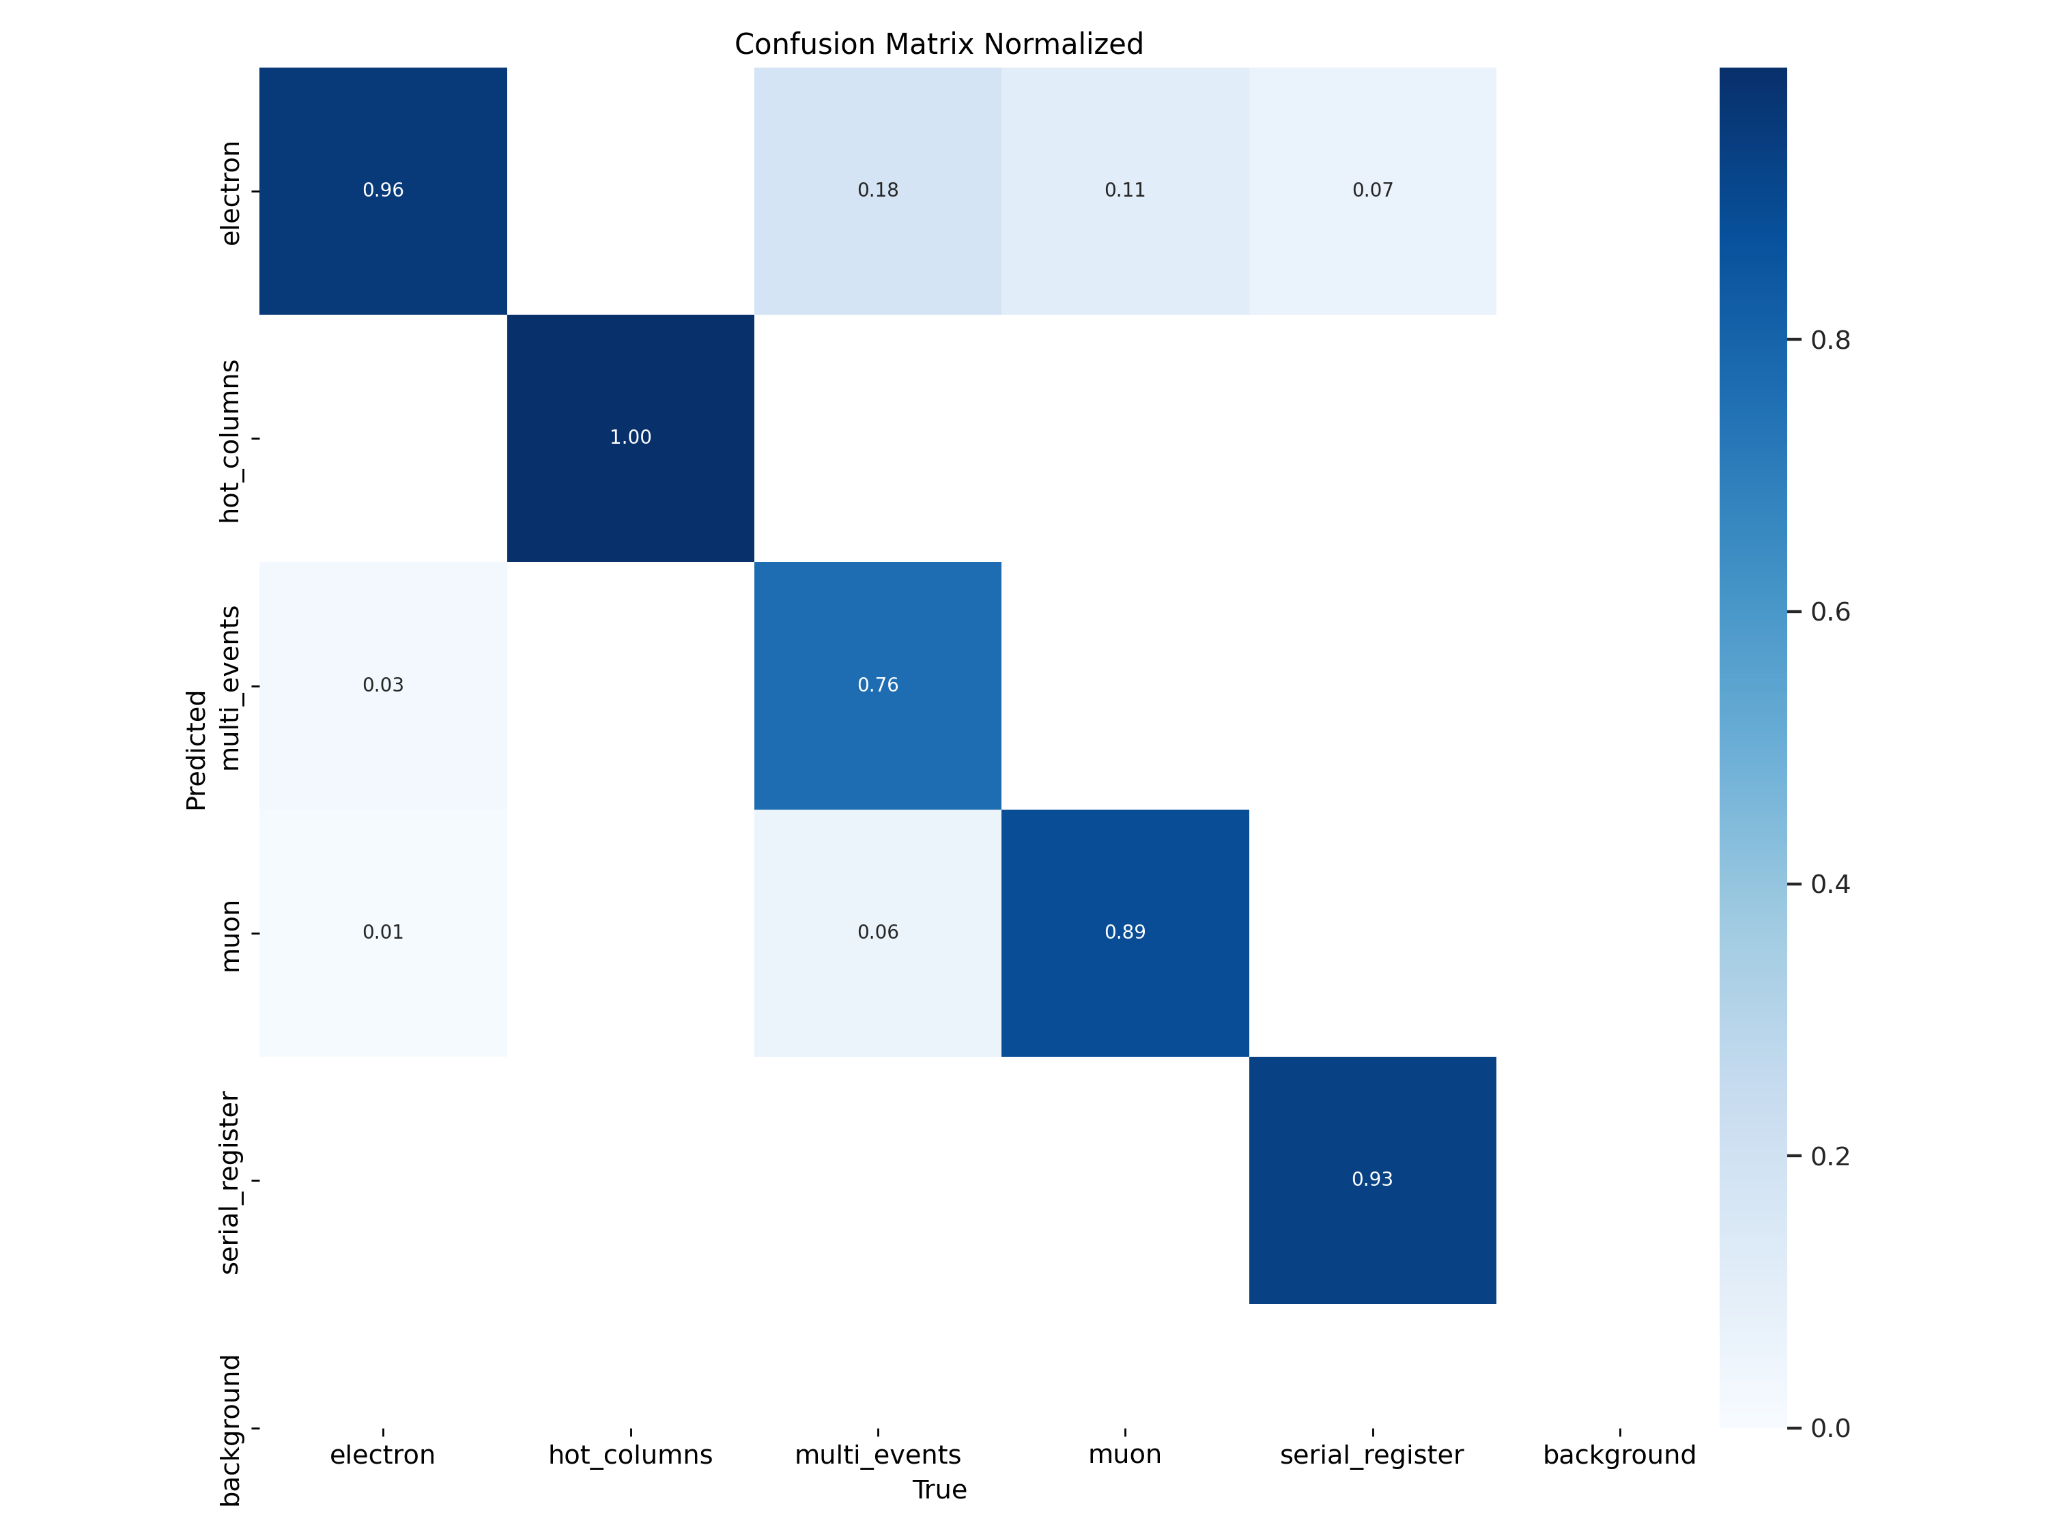 Confusion Matrix Normalized
electron
0.96
0.18
0.11
0.07
hot_columns
1.00
0.8
Predicted
multi_events
0.03
0.76
0.6
muon
0.01
0.06
0.89
0.4
serial_register
0.93
0.2
background
0.0
electron
hot_columns
multi_events
muon
serial_register
background
True